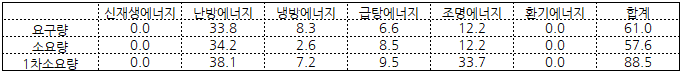 신재생에너지 난방에너지 냉방에너지 급탕에너지 조명에너지 환기에너지 합계
요구량 0.0 33.8 8.3 6.6 12.2 0.0 61.0
소요량 0.0 34.2 2.6 8.5 12.2 0.0 57.6
1차소요량 0.0 38.1 7.2 9.5 33.7 0.0 88.5